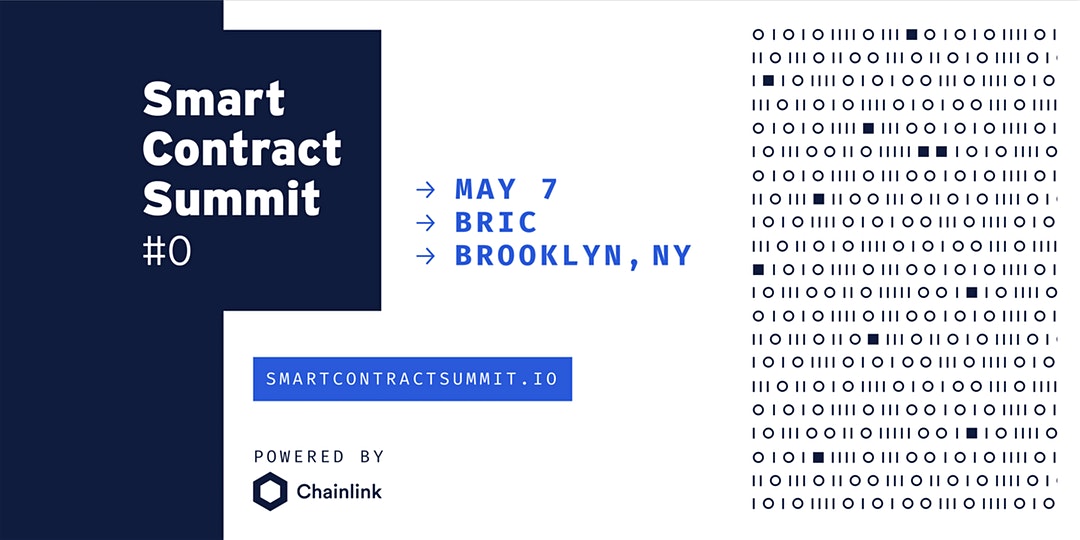 Smart
Contract
Summit
#0
→ MAY 7
→ BRIC
→ BROOKLYN, NY
SMARTCONTRACTSUMMIT.IO
POWERED BY
Chainlink